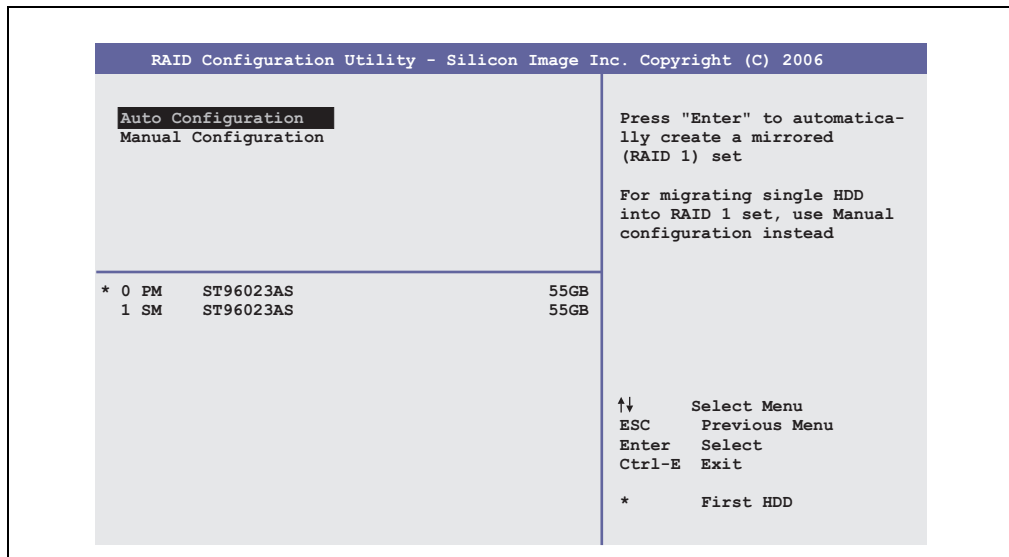 RAID Configuration Utility - Silicon Image Inc. Copyright (C) 2006
Auto Configuration
Manual Configuration
* 0 PM ST96023AS 55GB
1 SM ST96023AS 55GB
Press "Enter" to automatica-
lly create a mirrored
(RAID 1) set
For migrating single HDD
into RAID 1 set, use Manual
configuration instead
↑↓ Select Menu
ESC Previous Menu
Enter Select
Ctrl-E Exit
* First HDD